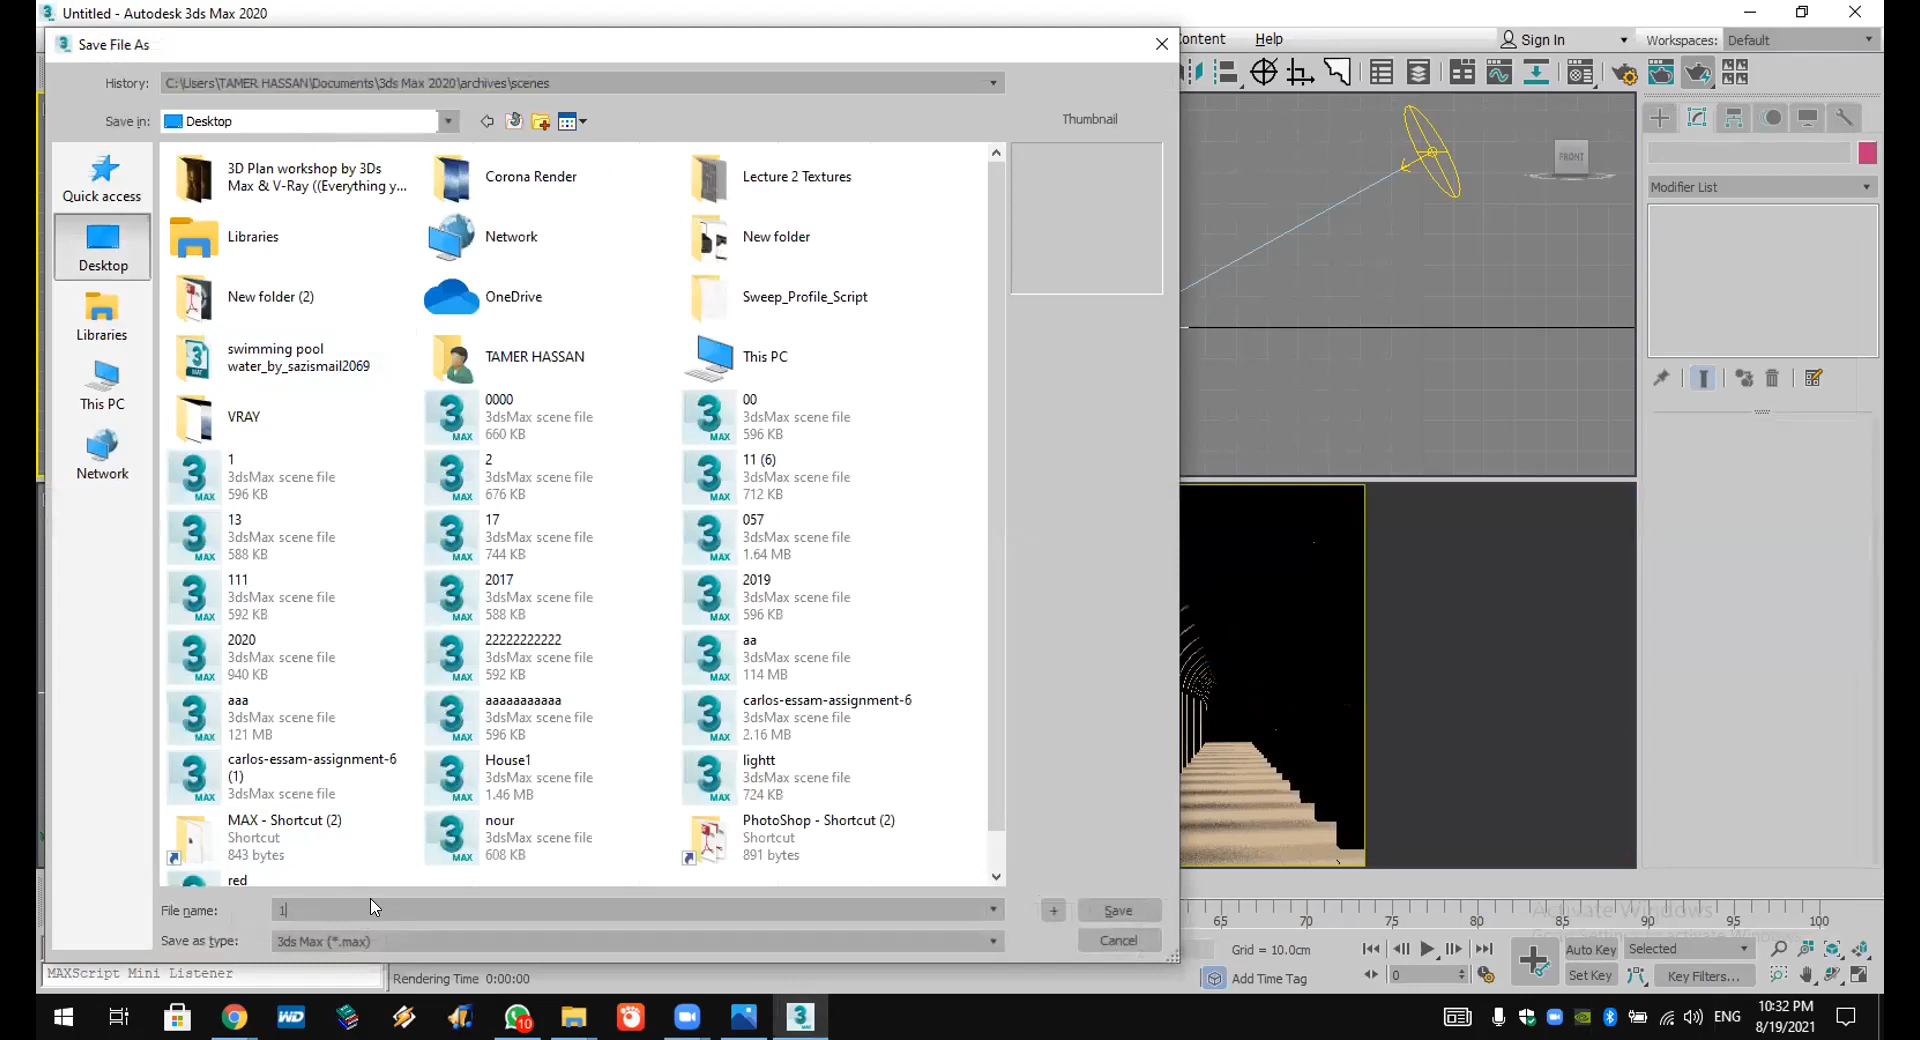 Untitled - Autodesk 3ds Max 2020
Save File As
ontent
Help
Sign In
Workspaces: Default
History:
C:\Users\TAMER HASSAN\Documents\3ds Max 2020\archives\scenes
Save in:
Desktop
Thumbnail
Quick access
Desktop
Libraries
This PC
Network
3D Plan workshop by 3Ds
Max & V-Ray ((Everything y...
Corona Render
Lecture 2 Textures
Libraries
Network
New folder
New folder (2)
OneDrive
Sweep_Profile_Script
swimming pool
water_by_sazismail2069
TAMER HASSAN
This PC
VRAY
0000
3dsMax scene file
660 KB
00
3dsMax scene file
596 KB
1
3dsMax scene file
596 KB
2
3dsMax scene file
676 KB
11 (6)
3dsMax scene file
712 KB
13
3dsMax scene file
588 KB
17
3dsMax scene file
744 KB
057
3dsMax scene file
1.64 MB
111
3dsMax scene file
592 KB
2017
3dsMax scene file
588 KB
2019
3dsMax scene file
596 KB
2020
3dsMax scene file
940 KB
22222222222
3dsMax scene file
592 KB
aa
3dsMax scene file
114 MB
aaa
3dsMax scene file
121 MB
aaaaaaaaaaa
3dsMax scene file
596 KB
carlos-essam-assignment-6
3dsMax scene file
2.16 MB
carlos-essam-assignment-6
(1)
3dsMax scene file
House1
3dsMax scene file
1.46 MB
lightt
3dsMax scene file
724 KB
MAX - Shortcut (2)
Shortcut
843 bytes
nour
3dsMax scene file
608 KB
PhotoShop - Shortcut (2)
Shortcut
891 bytes
red
File name:
1
+
Save
Save as type:
3ds Max (*.max)
Cancel
FRONT
Modifier List
65 70 75 80 85 90 95 100
Activate Windows
MAXScript Mini Listener
Rendering Time 0:00:00
Grid = 10.0cm
Add Time Tag
0
Auto Key
Selected
Set Key
Key Filters...
10
ENG
10:32 PM
8/19/2021